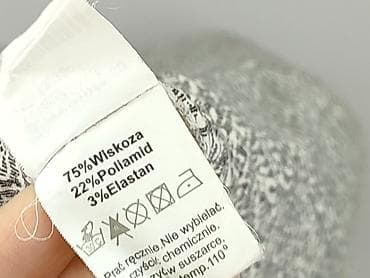 75%Wiskoza
22%Poliamid
3%Elastan
Prać ręcznie.Nie wybielać.
czyścić chemicznie.
suszarce.
temp. 110°